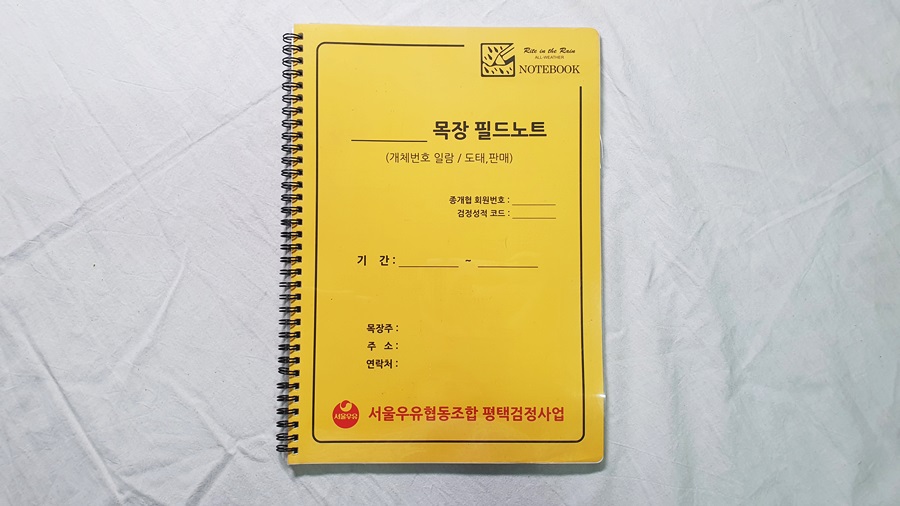 Rite in the Rain
ALL-WEATHER
NOTEBOOK
________ 목장 필드노트
(개체번호 일람 / 도태,판매)
종개협 회원번호 : ________
검정성적 코드 : ________
기 간 : ________ ~ ________
목장주 :
주 소 :
연락처 :
서울우유
서울우유협동조합 평택검정사업